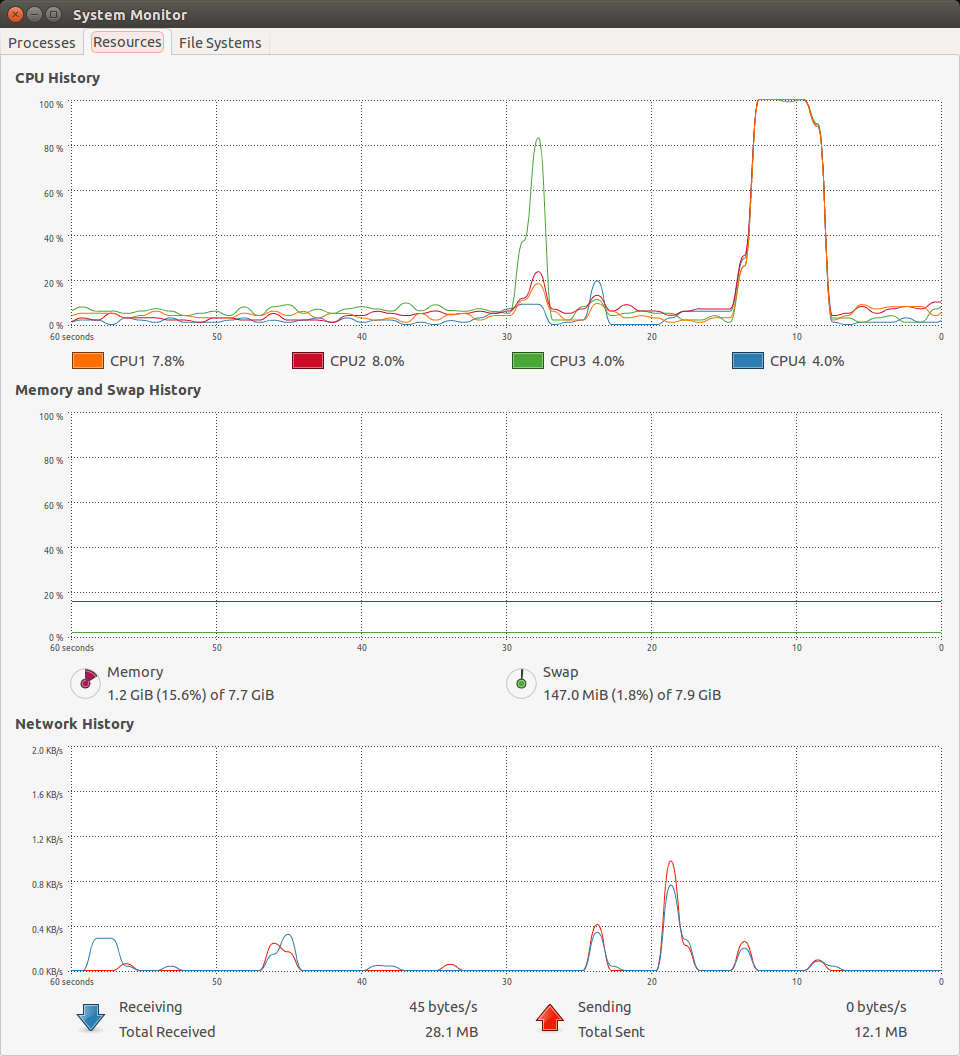 System Monitor
Processes Resources File Systems
CPU History
100 %
80 %
60 %
40 %
20 %
0 %
60 seconds 50 40 30 20 10 0
CPU1 7.8% CPU2 8.0% CPU3 4.0% CPU4 4.0%
Memory and Swap History
100 %
80 %
60 %
40 %
20 %
0 %
60 seconds 50 40 30 20 10 0
Memory Swap
1.2 GiB (15.6%) of 7.7 GiB 147.0 MiB (1.8%) of 7.9 GiB
Network History
2.0 KB/s
1.6 KB/s
1.2 KB/s
0.8 KB/s
0.4 KB/s
0.0 KB/s
60 seconds 50 40 30 20 10 0
Receiving 45 bytes/s Sending 0 bytes/s
Total Received 28.1 MB Total Sent 12.1 MB